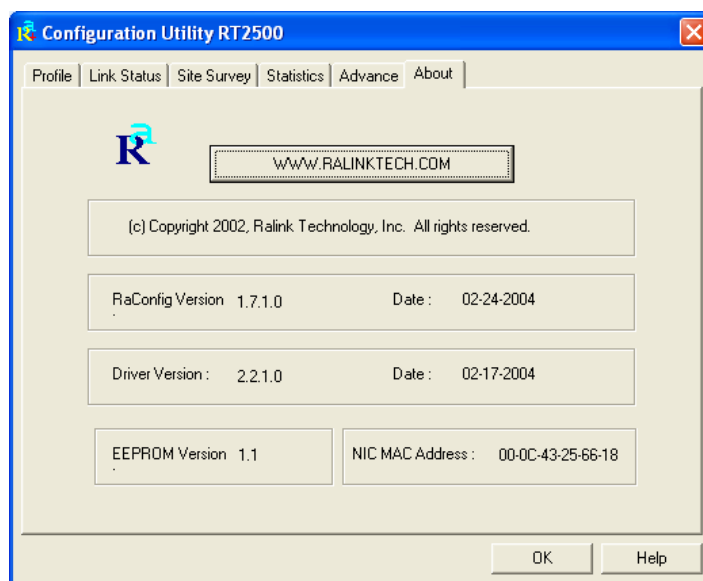 Configuration Utility RT2500
Profile Link Status Site Survey Statistics Advance About
Ra
WWW.RALINKTECH.COM
(c) Copyright 2002, Ralink Technology, Inc. All rights reserved.
RaConfig Version 1.7.1.0 Date : 02-24-2004
Driver Version : 2.2.1.0 Date : 02-17-2004
EEPROM Version 1.1 NIC MAC Address : 00-0C-43-25-66-18
OK Help